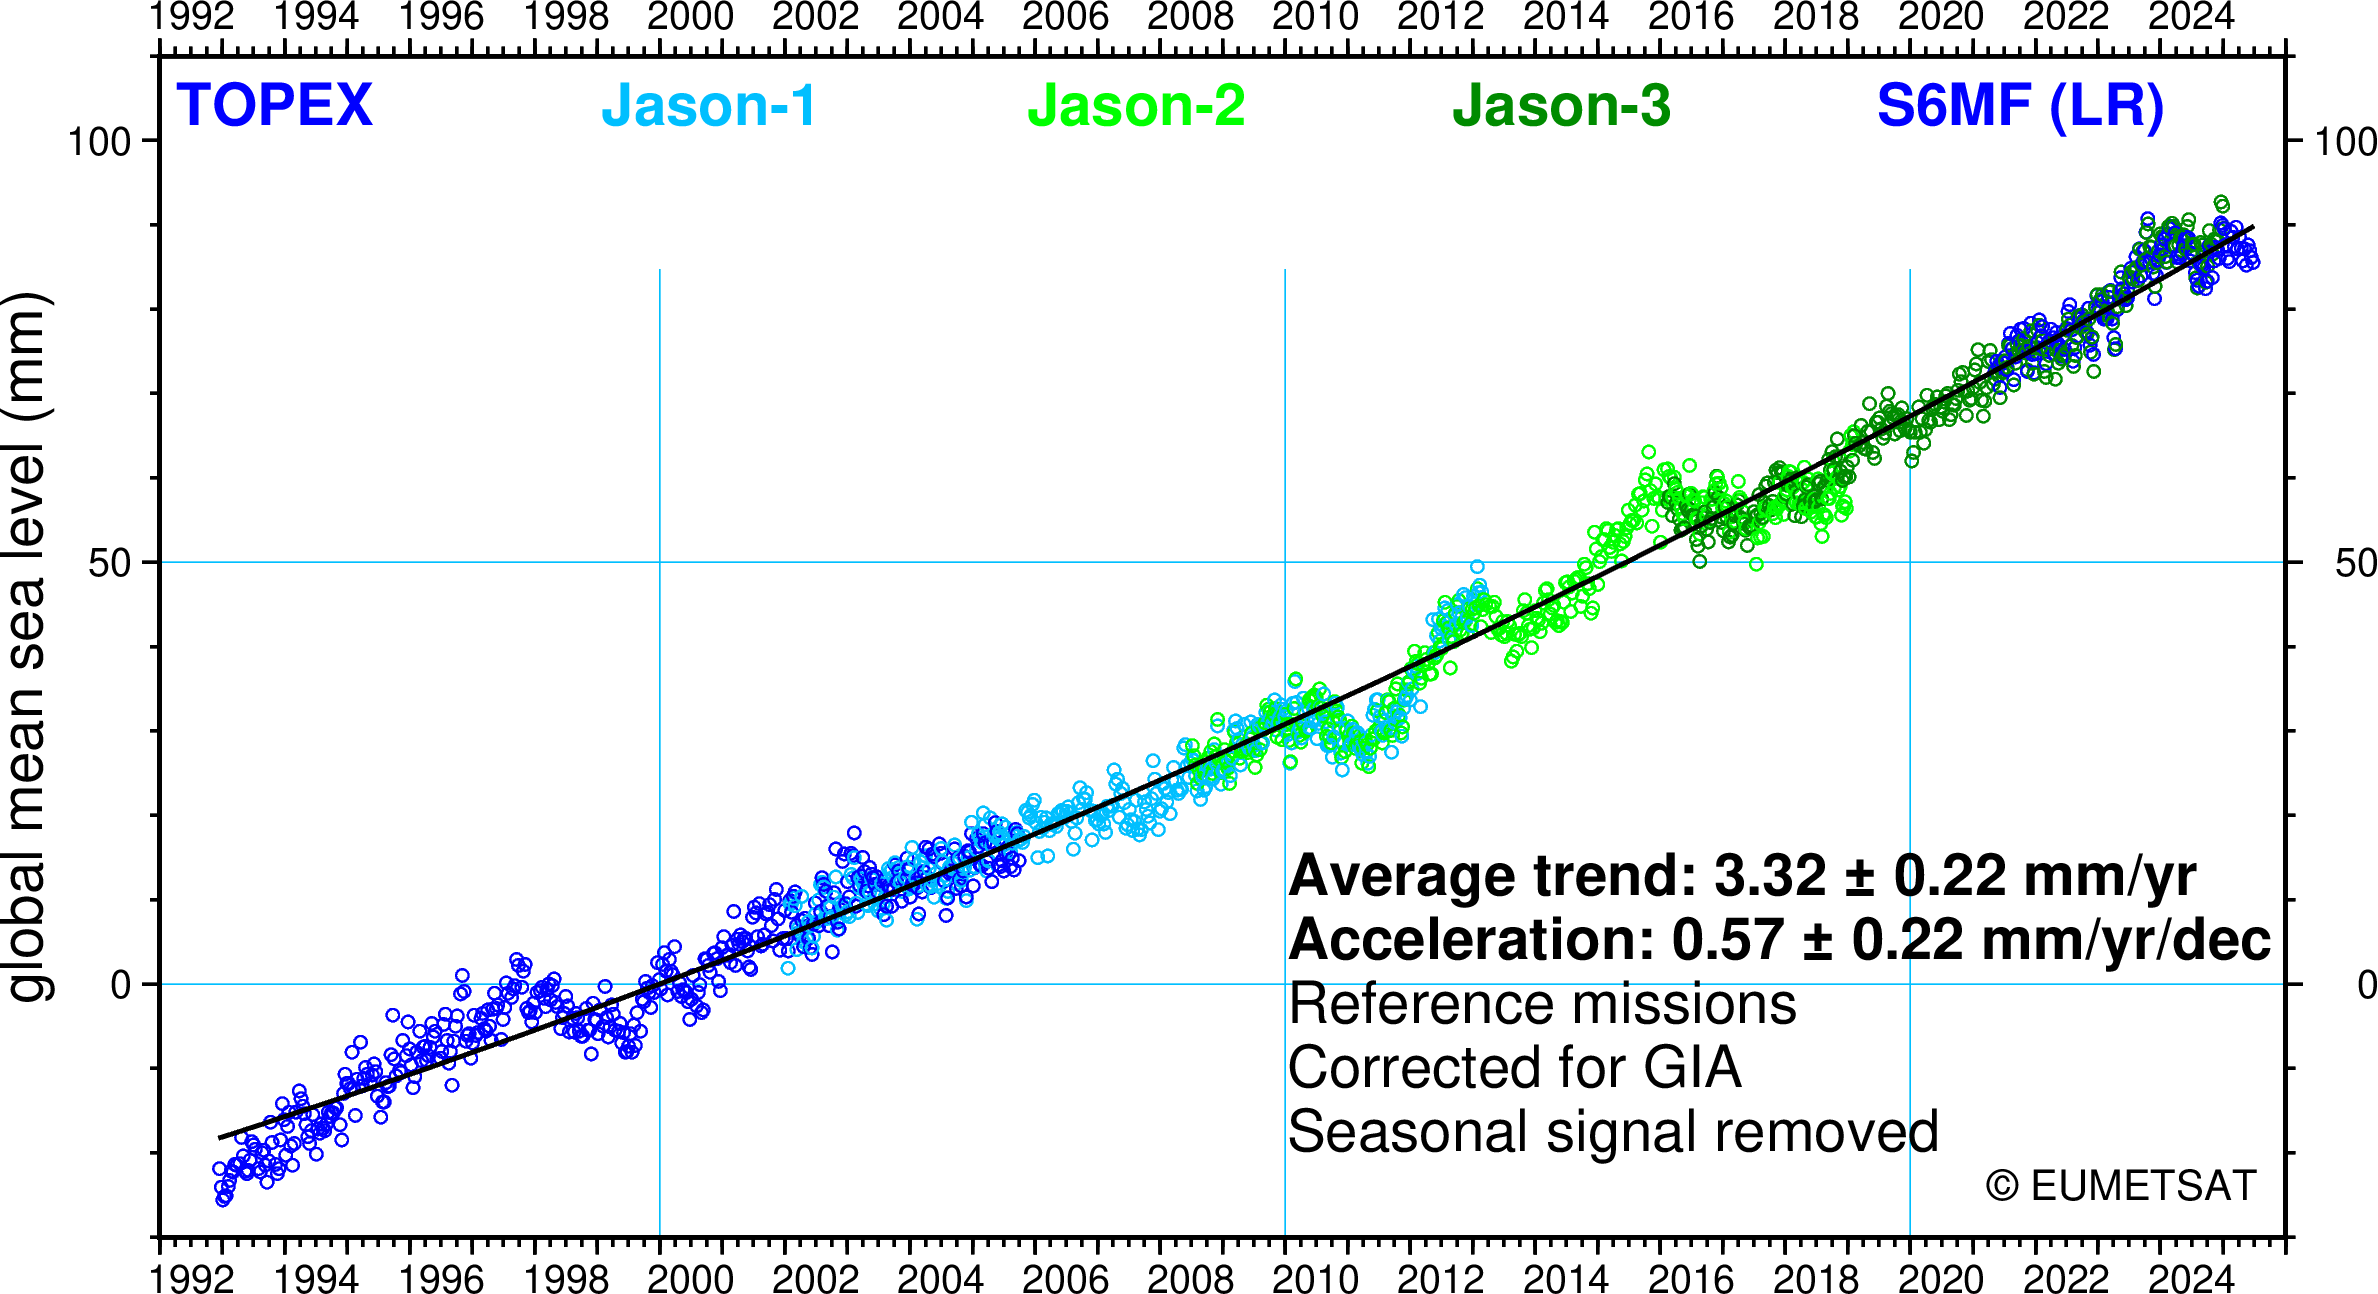 1992 1994 1996 1998 2000 2002 2004 2006 2008 2010 2012 2014 2016 2018 2020 2022 2024
TOPEX Jason-1 Jason-2 Jason-3 S6MF (LR)
100 100
global mean sea level (mm)
50 50
Average trend: 3.32 ± 0.22 mm/yr
Acceleration: 0.57 ± 0.22 mm/yr/dec
0 0
Reference missions
Corrected for GIA
Seasonal signal removed
© EUMETSAT
1992 1994 1996 1998 2000 2002 2004 2006 2008 2010 2012 2014 2016 2018 2020 2022 2024